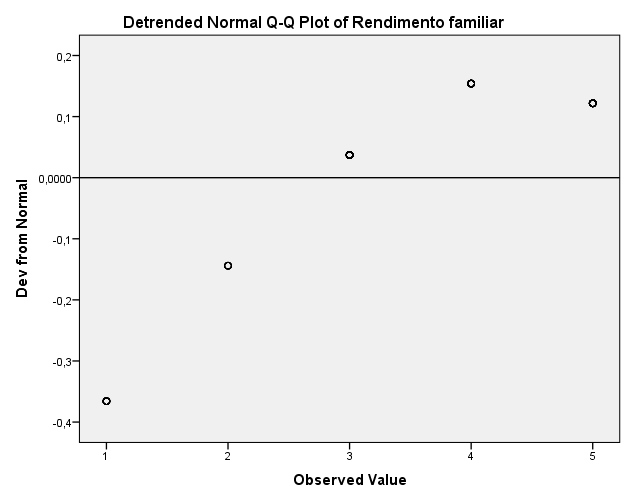 Detrended Normal Q-Q Plot of Rendimento familiar
0,2
0,1
0,0000
-0,1
-0,2
-0,3
-0,4
Dev from Normal
1 2 3 4 5
Observed Value